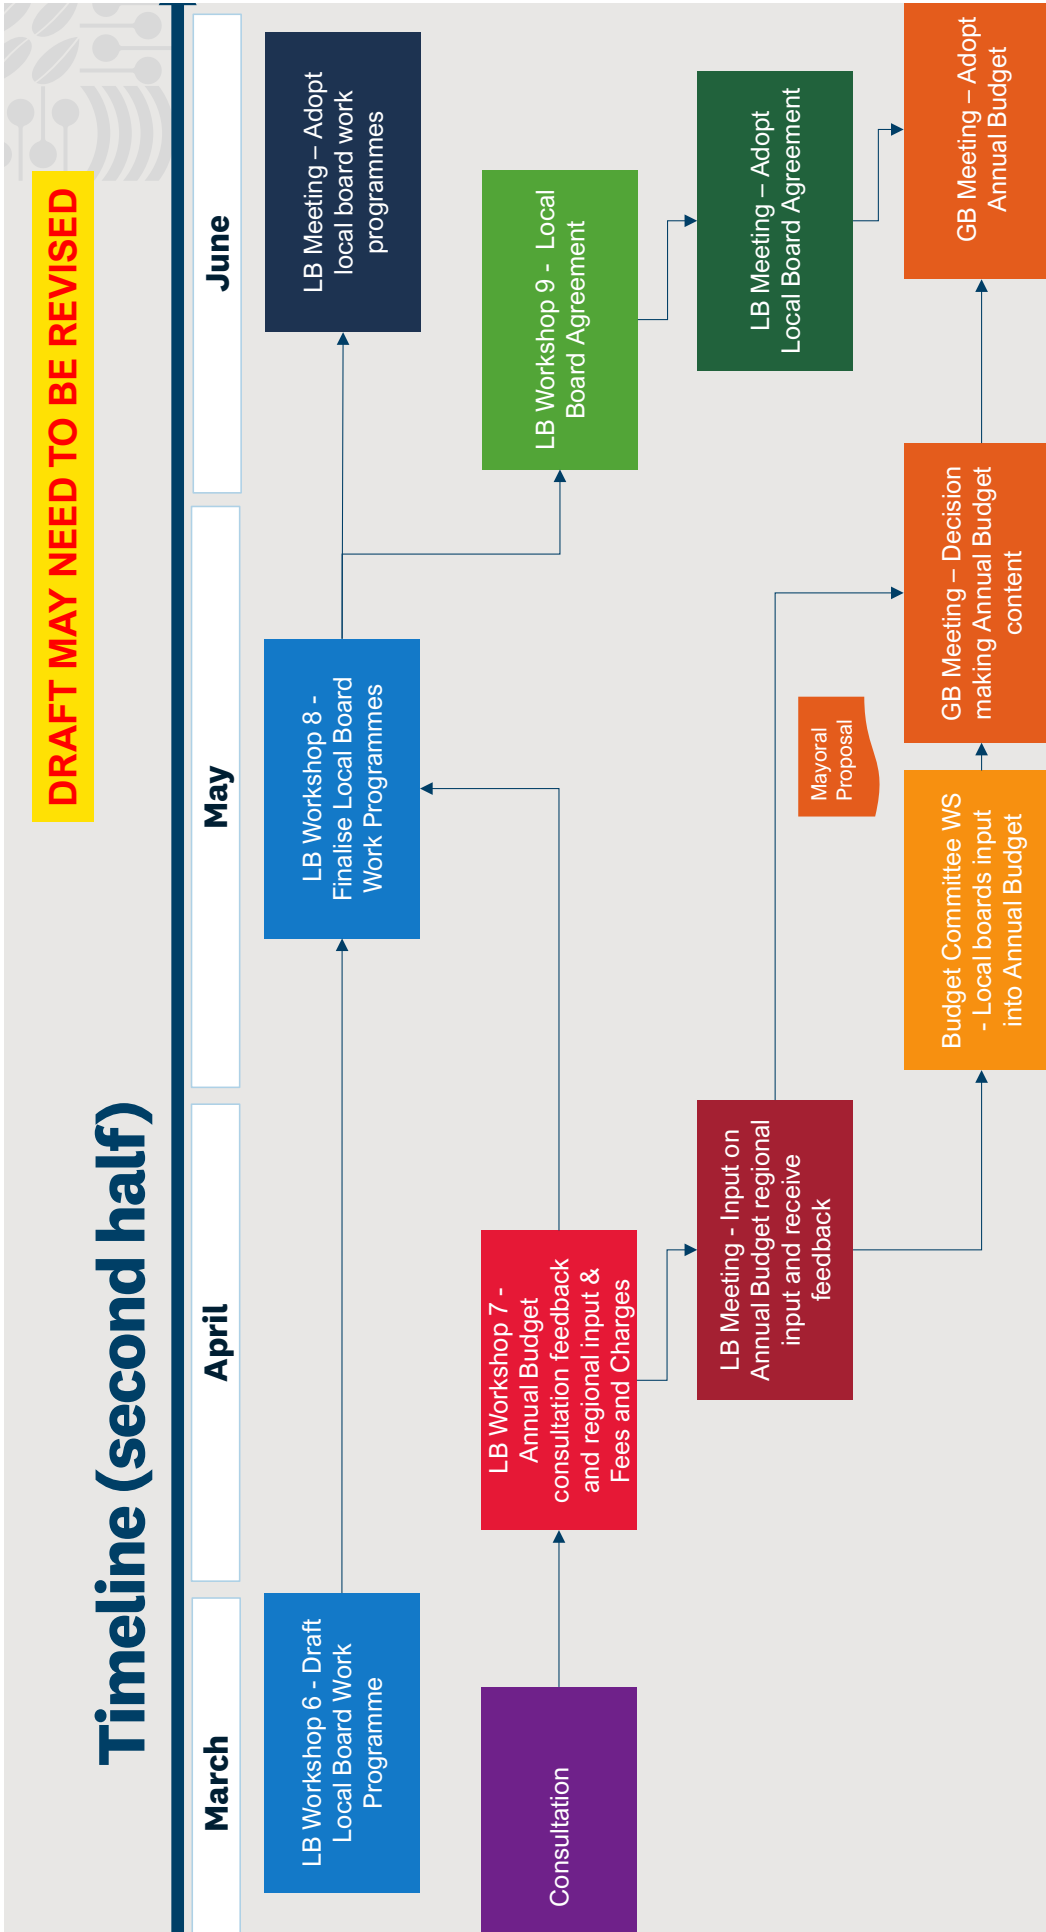 Timeline (second half)
DRAFT MAY NEED TO BE REVISED
March
April
May
June
LB Workshop 6 - Draft
Local Board Work
Programme
LB Workshop 8 -
Finalise Local Board
Work Programmes
LB Meeting – Adopt
local board work
programmes
Consultation
LB Workshop 7 -
Annual Budget
consultation feedback
and regional input &
Fees and Charges
LB Workshop 9 - Local
Board Agreement
LB Meeting - Input on
Annual Budget regional
input and receive
feedback
Mayoral
Proposal
LB Meeting – Adopt
Local Board Agreement
Budget Committee WS
- Local boards input
into Annual Budget
GB Meeting – Decision
making Annual Budget
content
GB Meeting – Adopt
Annual Budget